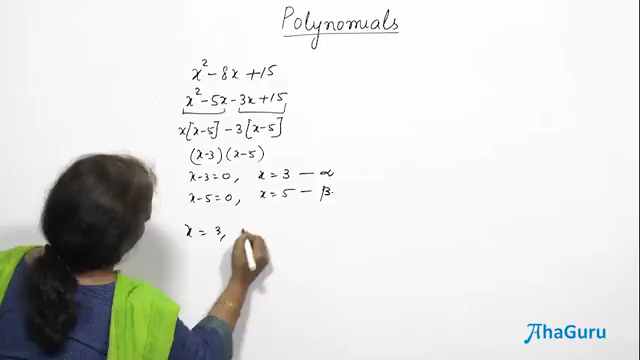 Polynomials
x² - 8x + 15
x² - 5x - 3x + 15
x[x-5] - 3[x-5]
(x-3)(x-5)
x-3=0, x = 3 — α
x-5=0, x = 5 — β.
x = 3,
AhaGuru